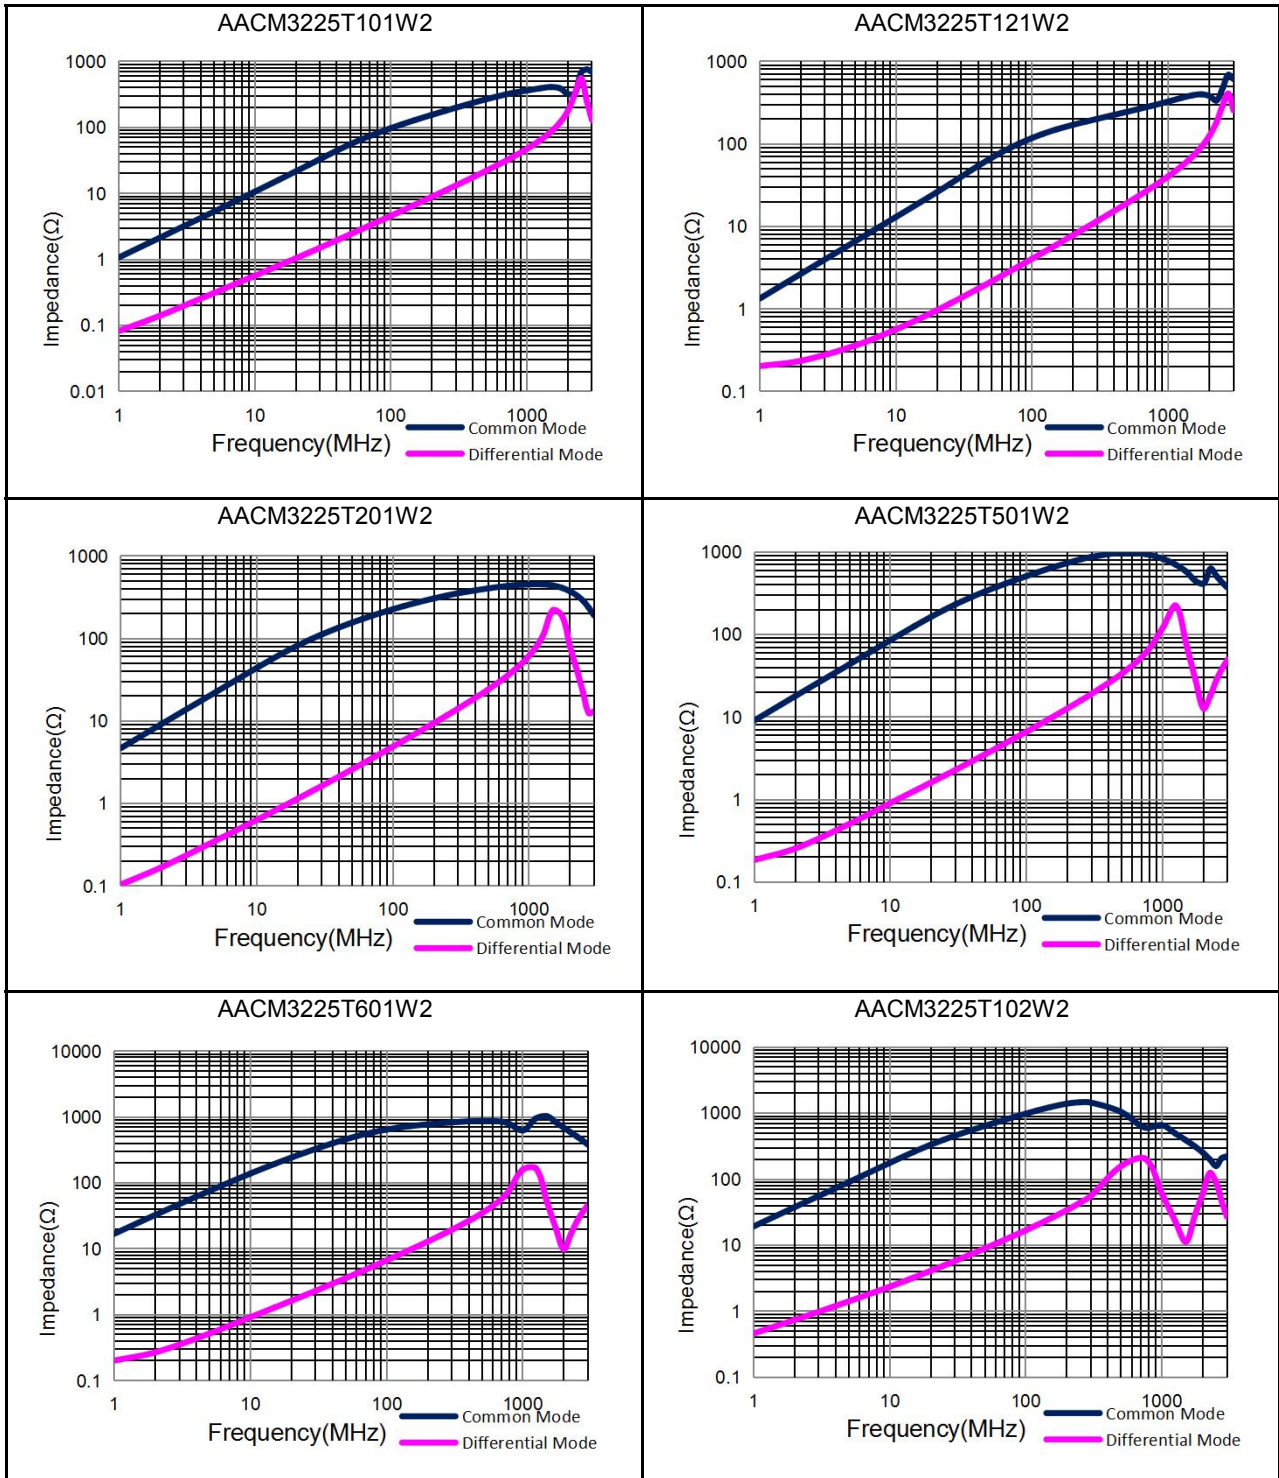 AACM3225T101W2
1000
100
10
1
0.1
0.01
Impedance(Ω)
1 10 100 1000
Frequency(MHz)
Common Mode
Differential Mode
AACM3225T121W2
1000
100
10
1
0.1
Impedance(Ω)
1 10 100 1000
Frequency(MHz)
Common Mode
Differential Mode
AACM3225T201W2
1000
100
10
1
0.1
Impedance(Ω)
1 10 100 1000
Frequency(MHz)
Common Mode
Differential Mode
AACM3225T501W2
1000
100
10
1
0.1
Impedance(Ω)
1 10 100 1000
Frequency(MHz)
Common Mode
Differential Mode
AACM3225T601W2
10000
1000
100
10
1
0.1
Impedance(Ω)
1 10 100 1000
Frequency(MHz)
Common Mode
Differential Mode
AACM3225T102W2
10000
1000
100
10
1
0.1
Impedance(Ω)
1 10 100 1000
Frequency(MHz)
Common Mode
Differential Mode